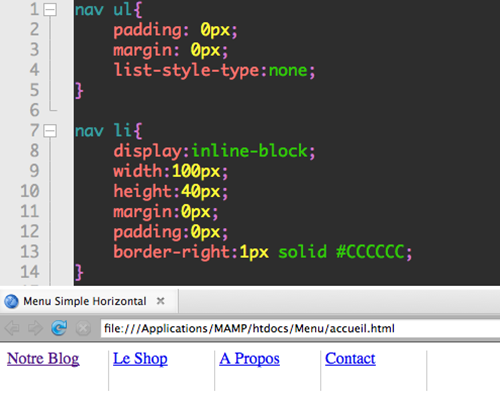 1 nav ul{
2 padding: 0px;
3 margin: 0px;
4 list-style-type:none;
5 }
6
7 nav li{
8 display:inline-block;
9 width:100px;
10 height:40px;
11 margin:0px;
12 padding:0px;
13 border-right:1px solid #CCCCCC;
14 }
Menu Simple Horizontal
file:///Applications/MAMP/htdocs/Menu/accueil.html
Notre Blog Le Shop A Propos Contact